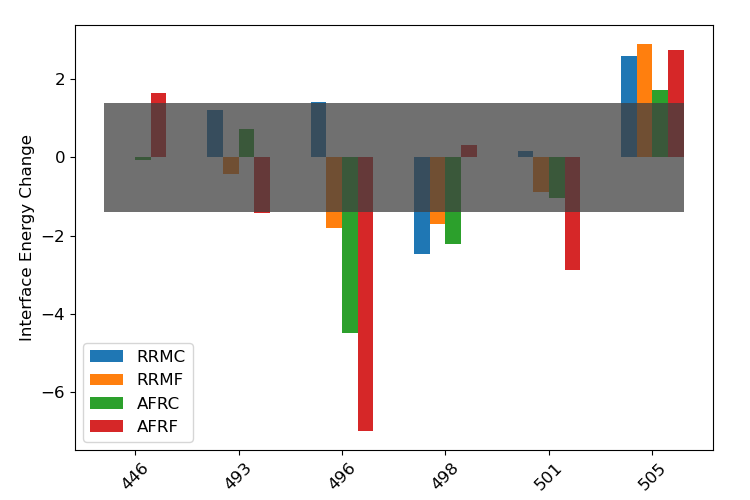 Interface Energy Change
2
0
−2
−4
−6
RRMC
RRMF
AFRC
AFRF
446
493
496
498
501
505